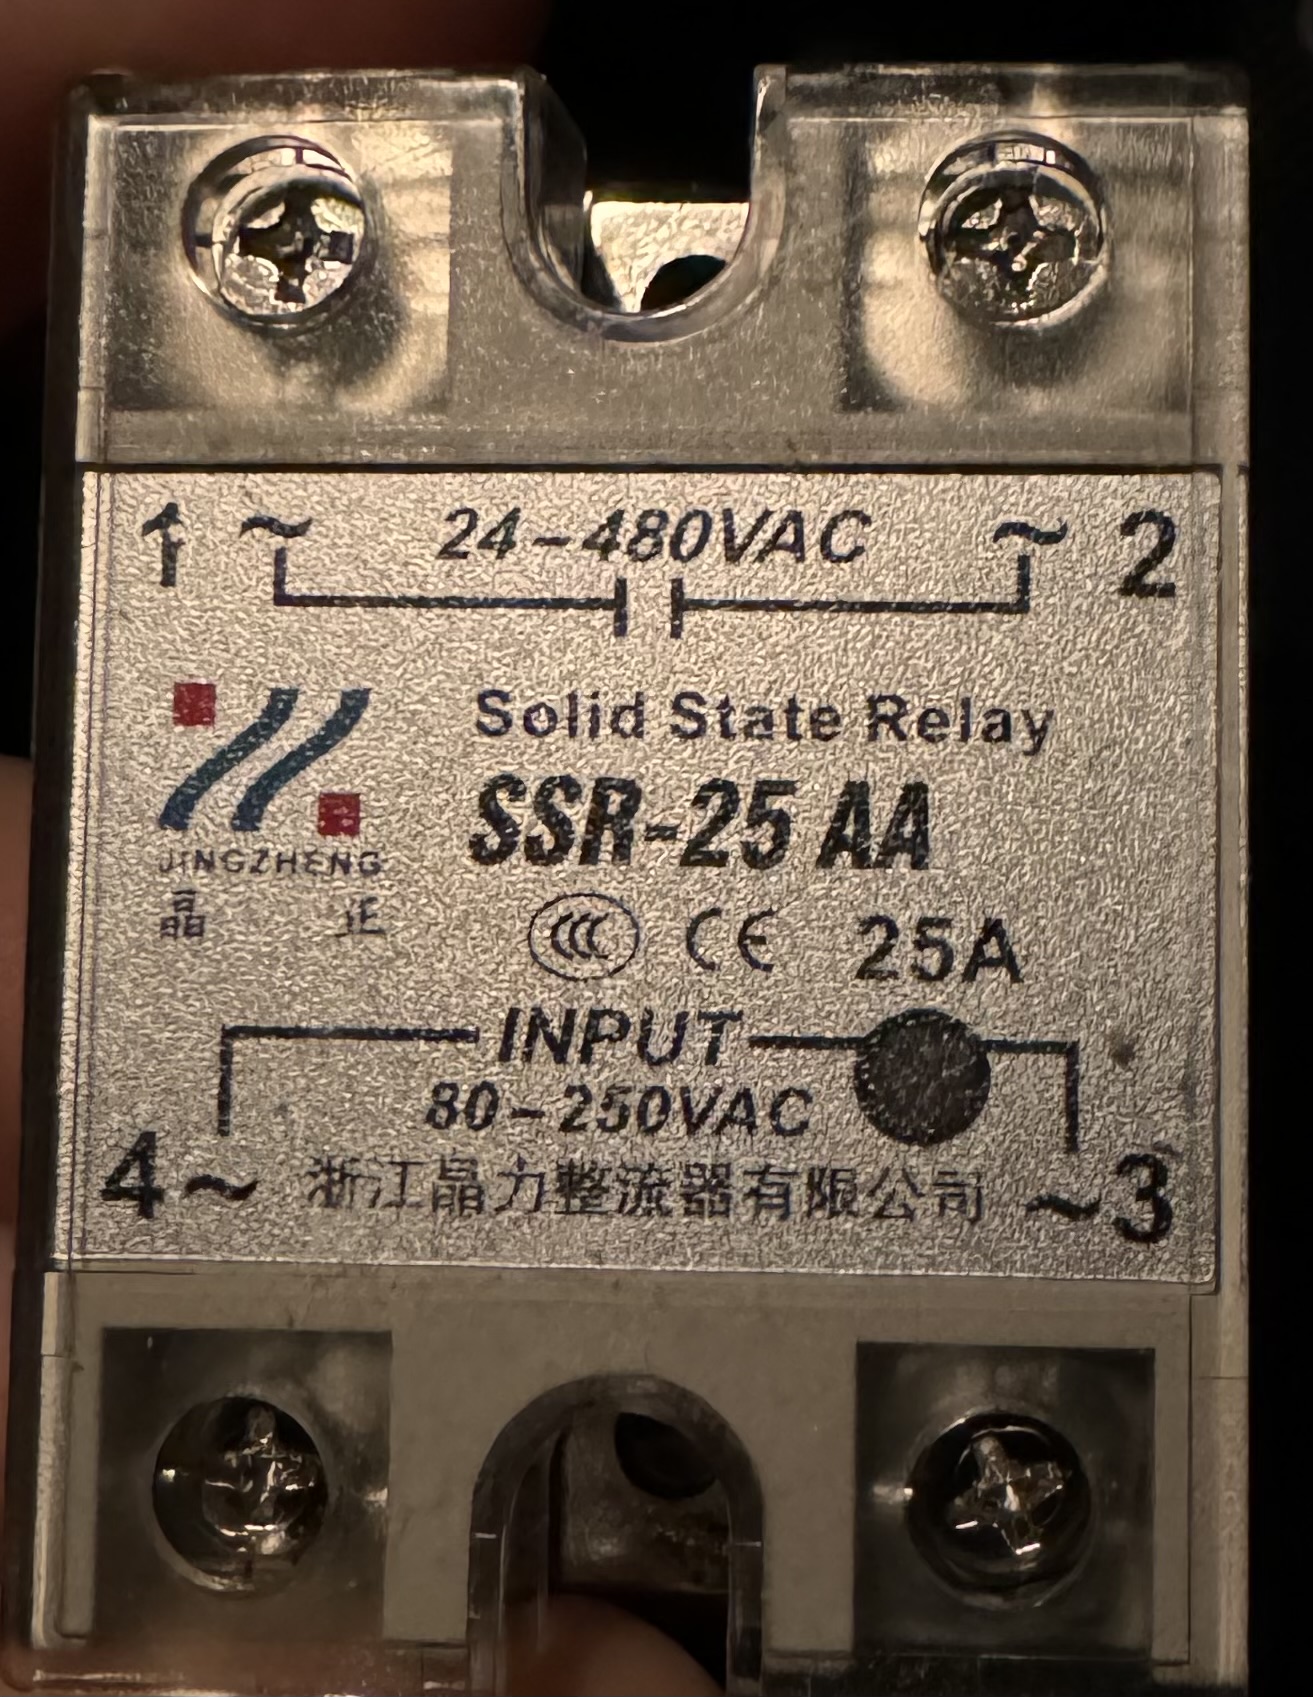 1 ~ 24-480VAC ~ 2
Solid State Relay
SSR-25 AA
JINGZHENG
晶 正
CCC CE 25A
INPUT
80-250VAC
4~ 浙江晶力整流器有限公司 ~3